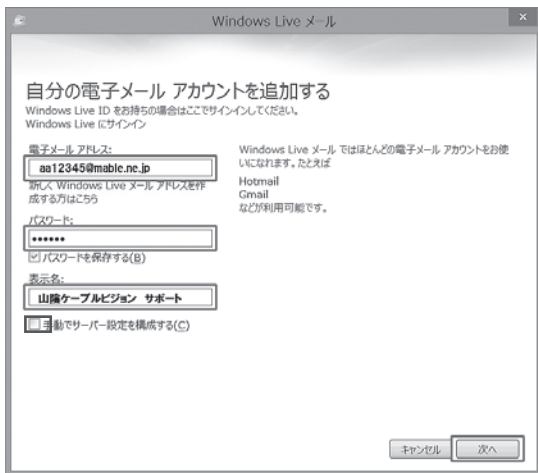 Windows Live メール
自分の電子メール アカウントを追加する
Windows Live ID をお持ちの場合はここでサインインしてください。
Windows Live にサインイン
電子メール アドレス:
aa12345@mable.ne.jp
新しく Windows Live メール アドレスを作
成する方はこちら
パスワード:
••••••
パスワードを保存する(B)
表示名:
山陰ケーブルビジョン サポート
手動でサーバー設定を構成する(C)
Windows Live メール ではほとんどの電子メール アカウントをお使
いになれます。たとえば
Hotmail
Gmail
などが利用可能です。
キャンセル
次へ